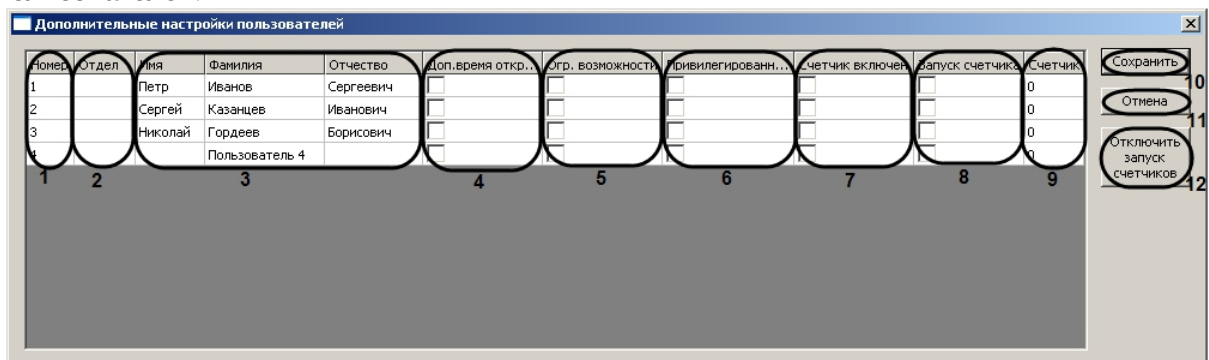 Дополнительные настройки пользователей
Номер Отдел Имя Фамилия Отчество Доп.время откр... Огр. возможности Привилегированн... Счетчик включен Запуск счетчика Счетчик
1 Петр Иванов Сергеевич 0
2 Сергей Казанцев Иванович 0
3 Николай Гордеев Борисович 0
4 Пользователь 4 0
1 2 3 4 5 6 7 8 9
Сохранить
10
Отмена
11
Отключить
запуск
счетчиков
12